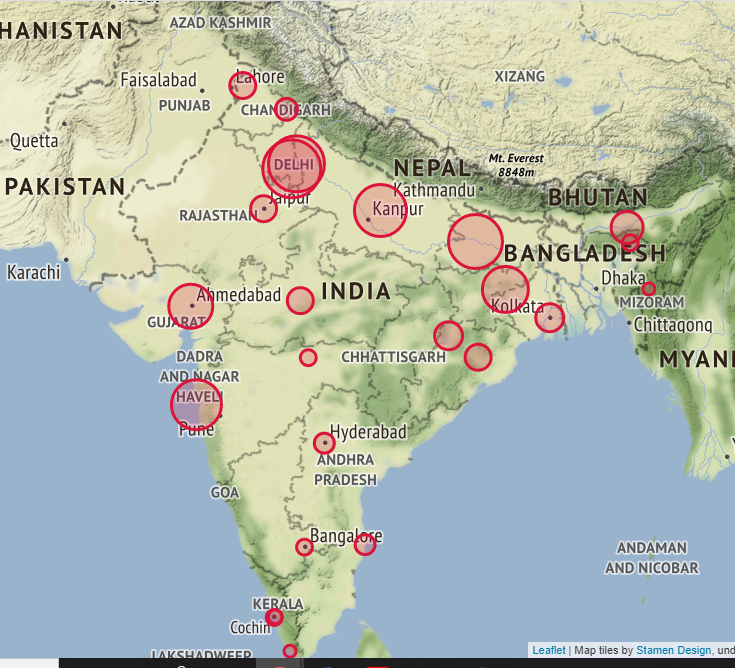 AZAD KASHMIR
HANISTAN
Lahore
Faisalabad
XIZANG
PUNJAB
CHANDIGARH
Quetta
Mt. Everest
8848m
DELHI
NEPAL
PAKISTAN
Kathmandu
BHUTAN
Jaipur
Kanpur
RAJASTHAN
BANGLADESH
Karachi
Dhaka
Ahmedabad
INDIA
MIZORAM
Kolkata
GUJARAT
Chittagong
DADRA
AND NAGAR
HAVELI
CHHATTISGARH
MYAN
Pune
Hyderabad
ANDHRA
PRADESH
GOA
Bangalore
ANDAMAN
AND NICOBAR
KERALA
Cochin
LAKSHADWEEP
Leaflet | Map tiles by Stamen Design, und